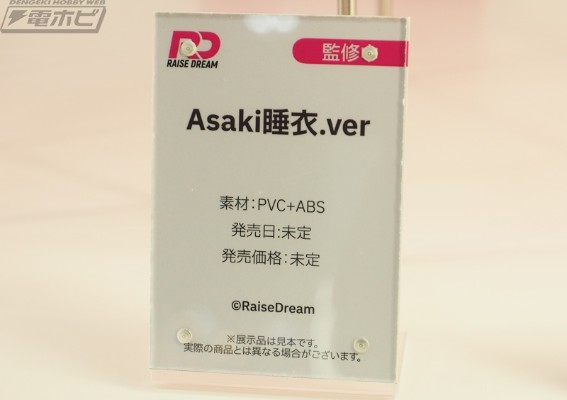 DENGEKI HOBBY WEB
電ホビ
RD
RAISE DREAM
監修
Asaki睡衣.ver
素材:PVC+ABS
発売日:未定
発売価格:未定
©RaiseDream
※展示品は見本です。
実際の商品とは異なる場合がございます。